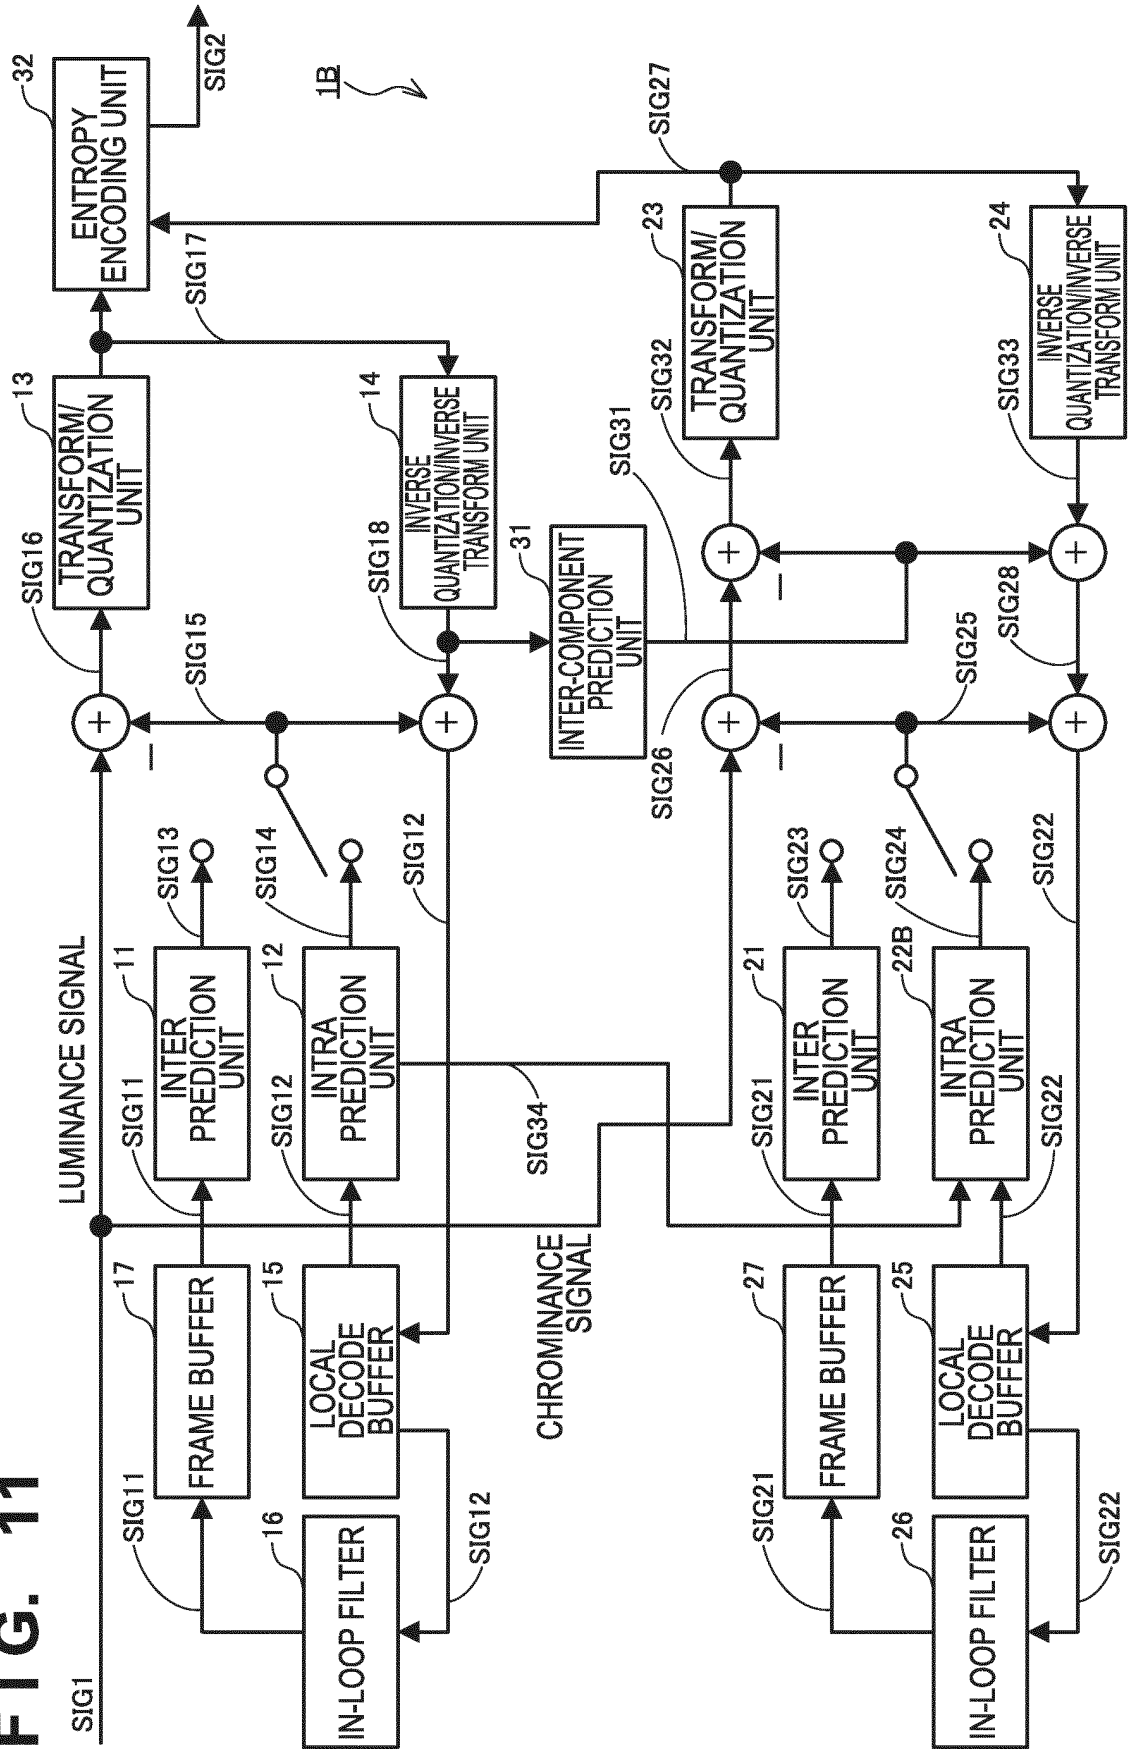 FIG. 11
SIG1
LUMINANCE SIGNAL
SIG16
13
TRANSFORM/
QUANTIZATION
UNIT
32
ENTROPY
ENCODING UNIT
SIG2
1B
SIG11
17
FRAME BUFFER
SIG11
11
INTER
PREDICTION
UNIT
SIG13
SIG15
−
SIG17
16
IN-LOOP FILTER
15
LOCAL
DECODE
BUFFER
SIG12
12
INTRA
PREDICTION
UNIT
SIG14
SIG12
SIG18
14
INVERSE
QUANTIZATION/INVERSE
TRANSFORM UNIT
+
+
SIG12
SIG34
CHROMINANCE
SIGNAL
31
INTER-COMPONENT
PREDICTION
UNIT
SIG31
SIG26
SIG32
23
TRANSFORM/
QUANTIZATION
UNIT
SIG27
+
+
−
−
SIG21
27
FRAME BUFFER
SIG21
21
INTER
PREDICTION
UNIT
SIG23
SIG25
26
IN-LOOP FILTER
25
LOCAL
DECODE
BUFFER
22B
INTRA
PREDICTION
UNIT
SIG24
SIG28
SIG33
24
INVERSE
QUANTIZATION/INVERSE
TRANSFORM UNIT
+
+
SIG22
SIG22
SIG22